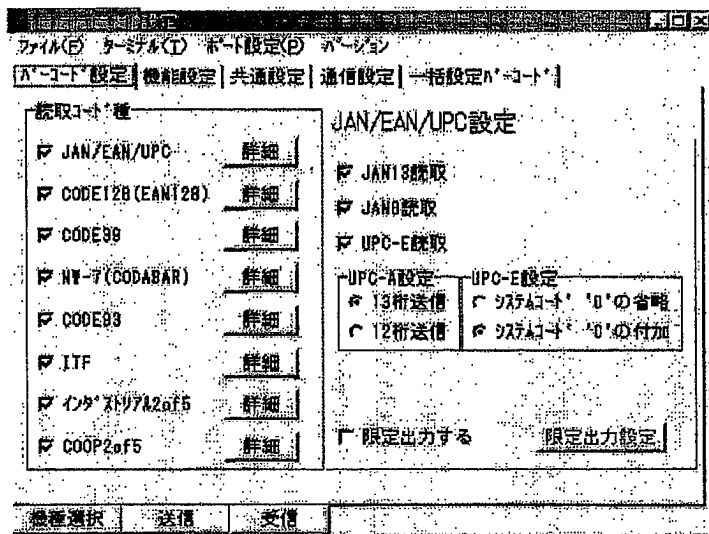 設定
ファイル(F) ターミナル(T) ポート設定(P) バージョン
バーコード設定 機能設定 共通設定 通信設定 一括設定バーコード
読取コード種
JAN/EAN/UPC 詳細
CODE128(EAN128) 詳細
CODE39 詳細
NW-7(CODABAR) 詳細
CODE93 詳細
ITF 詳細
インダストリアル2of5 詳細
COOP2of5 詳細
JAN/EAN/UPC設定
JAN13読取
JAN8読取
UPC-E読取
UPC-A設定
13桁送信
12桁送信
UPC-E設定
システムコード '0'の省略
システムコード '0'の付加
限定出力する 限定出力設定
機種選択 送信 受信